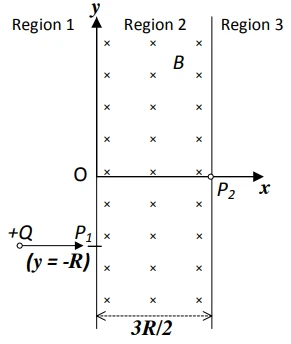 Region 1 y Region 2 Region 3
B
O
P₂ x
+Q P₁
(y = -R)
3R/2